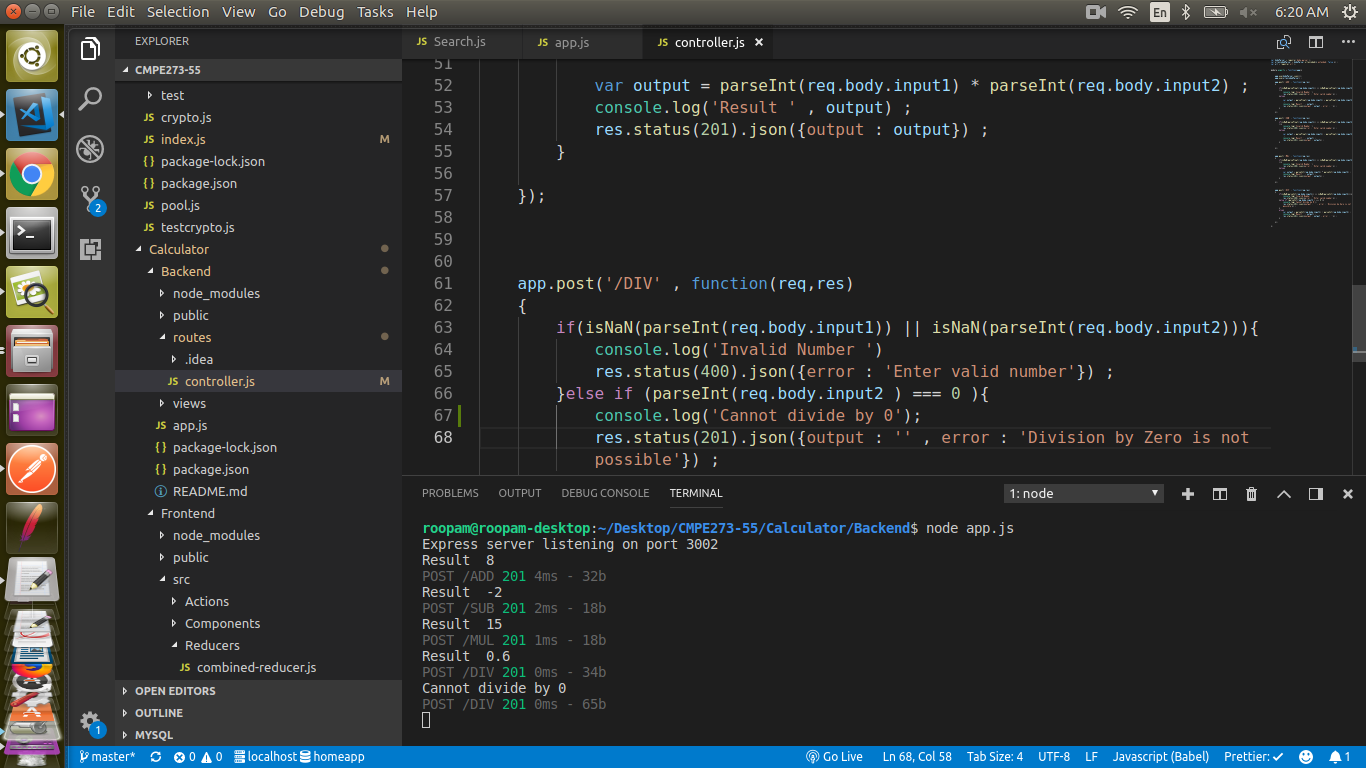 File Edit Selection View Go Debug Tasks Help
En
6:20 AM
EXPLORER
CMPE273-55
test
JS crypto.js
JS index.js M
{} package-lock.json
{} package.json
JS pool.js
JS testcrypto.js
Calculator
Backend
node_modules
public
routes
.idea
JS controller.js M
views
JS app.js
{} package-lock.json
{} package.json
README.md
Frontend
node_modules
public
src
Actions
Components
Reducers
JS combined-reducer.js
OPEN EDITORS
OUTLINE
MYSQL
2
1
JS Search.js JS app.js JS controller.js
51
52 var output = parseInt(req.body.input1) * parseInt(req.body.input2) ;
53 console.log('Result ' , output) ;
54 res.status(201).json({output : output}) ;
55 }
56
57 });
58
59
60
61 app.post('/DIV' , function(req,res)
62 {
63 if(isNaN(parseInt(req.body.input1)) || isNaN(parseInt(req.body.input2))){
64 console.log('Invalid Number ')
65 res.status(400).json({error : 'Enter valid number'}) ;
66 }else if (parseInt(req.body.input2 ) === 0 ){
67 console.log('Cannot divide by 0');
68 res.status(201).json({output : '' , error : 'Division by Zero is not
possible'}) ;
PROBLEMS OUTPUT DEBUG CONSOLE TERMINAL 1: node
roopam@roopam-desktop:~/Desktop/CMPE273-55/Calculator/Backend$ node app.js
Express server listening on port 3002
Result  8
POST /ADD 201 4ms - 32b
Result  -2
POST /SUB 201 2ms - 18b
Result  15
POST /MUL 201 1ms - 18b
Result  0.6
POST /DIV 201 0ms - 34b
Cannot divide by 0
POST /DIV 201 0ms - 65b
master* 0 0 localhost homeapp Go Live Ln 68, Col 58 Tab Size: 4 UTF-8 LF Javascript (Babel) Prettier: ✓ 1